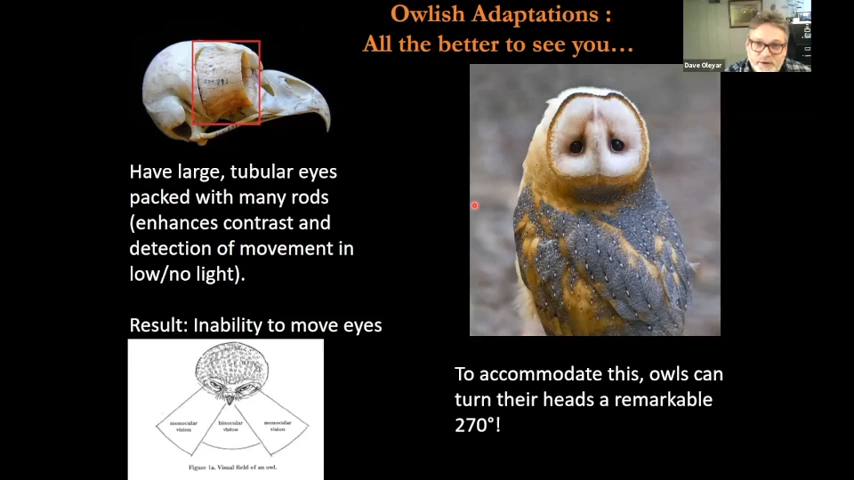 Owlish Adaptations :
All the better to see you...
Dave Oleyar
Have large, tubular eyes
packed with many rods
(enhances contrast and
detection of movement in
low/no light).
Result: Inability to move eyes
monocular
vision
binocular
vision
monocular
vision
Figure 1a. Visual field of an owl.
To accommodate this, owls can
turn their heads a remarkable
270°!